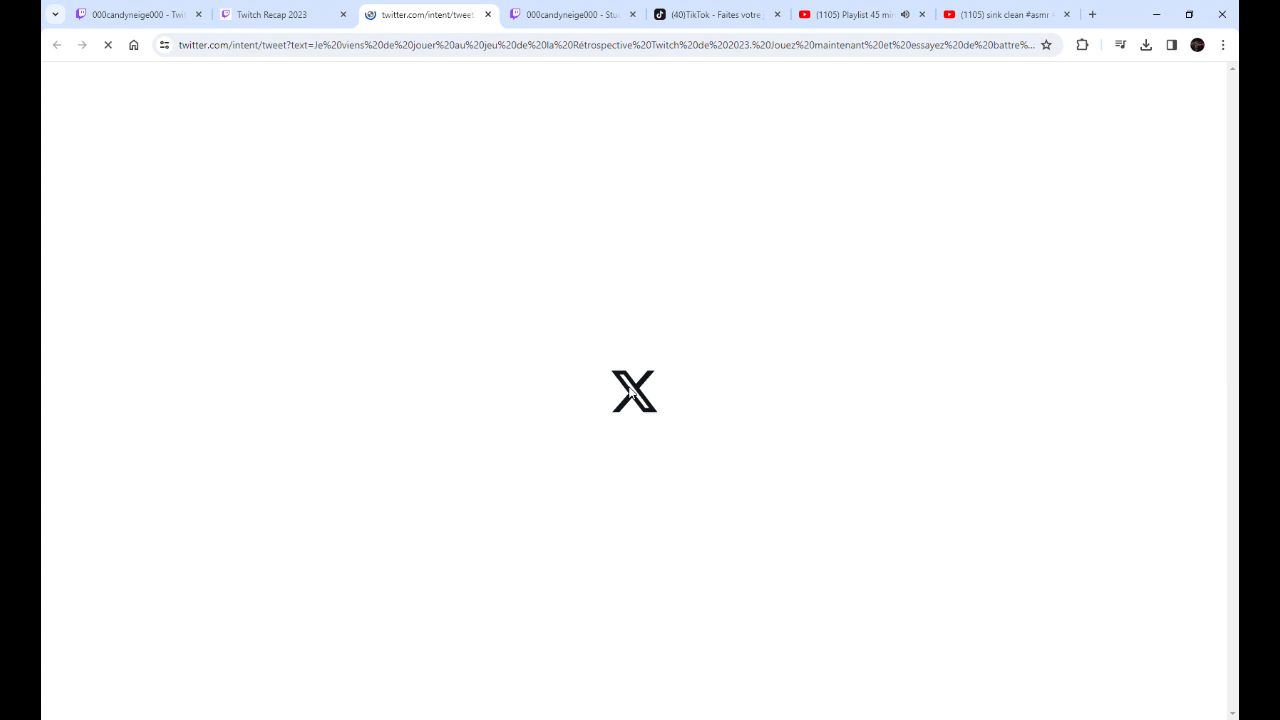 000candyneige000 - Twi
Twitch Recap 2023
twitter.com/intent/tweet
000candyneige000 - Stu
(40)TikTok - Faites votre
(1105) Playlist 45 min
(1105) sink clean #asmr
twitter.com/intent/tweet?text=Je%20viens%20de%20jouer%20au%20jeu%20de%20la%20Rétrospective%20Twitch%20de%202023.%20Jouez%20maintenant%20et%20essayez%20de%20battre%...
X